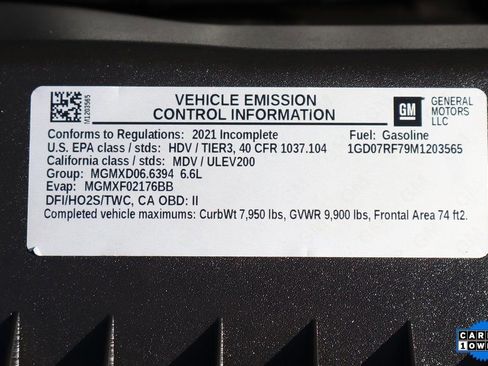 M1203565
VEHICLE EMISSION
CONTROL INFORMATION
GM
GENERAL
MOTORS
LLC
Conforms to Regulations: 2021 Incomplete
Fuel: Gasoline
U.S. EPA class / stds: HDV / TIER3, 40 CFR 1037.104
1GD07RF79M1203565
California class / stds: MDV / ULEV200
Group: MGMXD06.6394 6.6L
Evap: MGMXF02176BB
DFI/HO2S/TWC, CA OBD: II
Completed vehicle maximums: CurbWt 7,950 lbs, GVWR 9,900 lbs, Frontal Area 74 ft2.
CARF
1 OWN